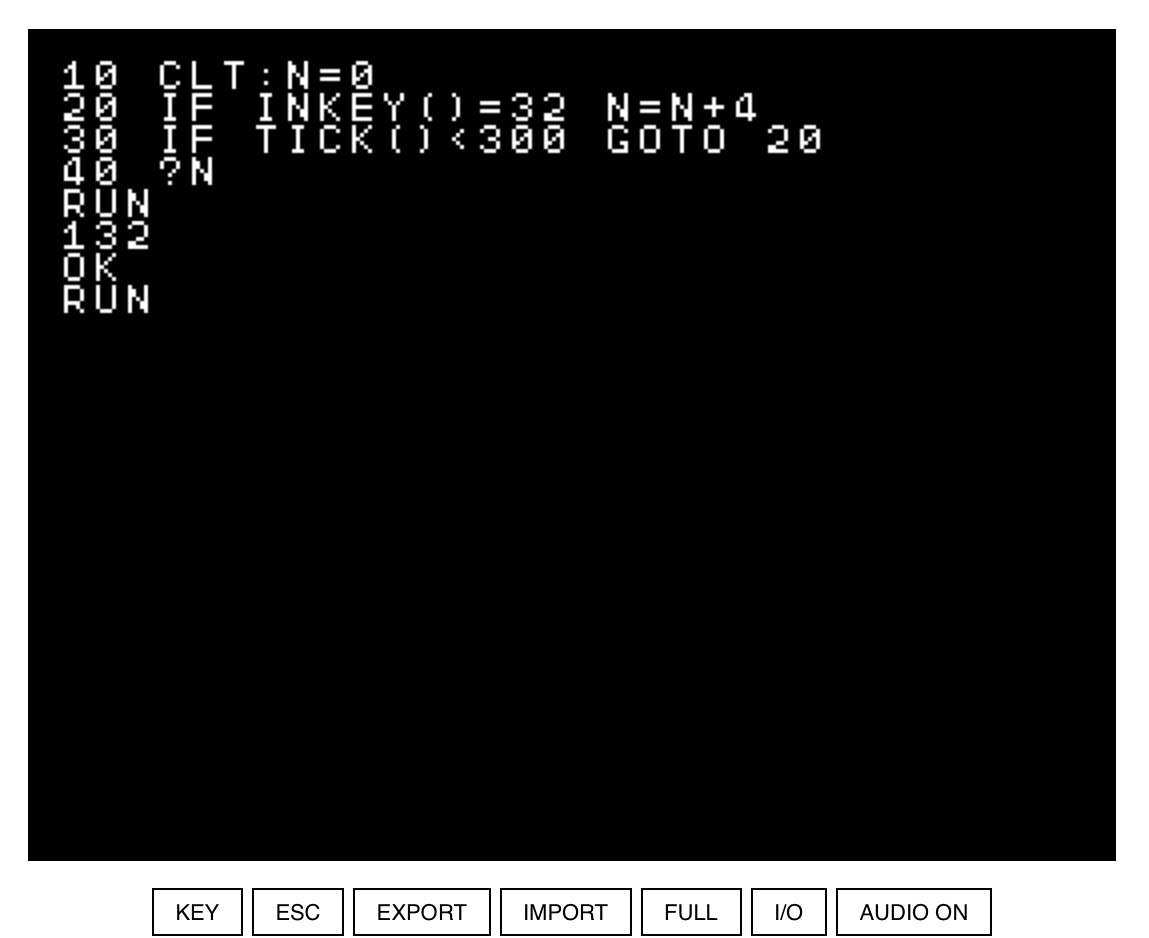 10 CLT:N=0
20 IF INKEY()=32 N=N+4
30 IF TICK()<300 GOTO 20
40 ?N
RUN
132
OK
RUN
KEY ESC EXPORT IMPORT FULL I/O AUDIO ON